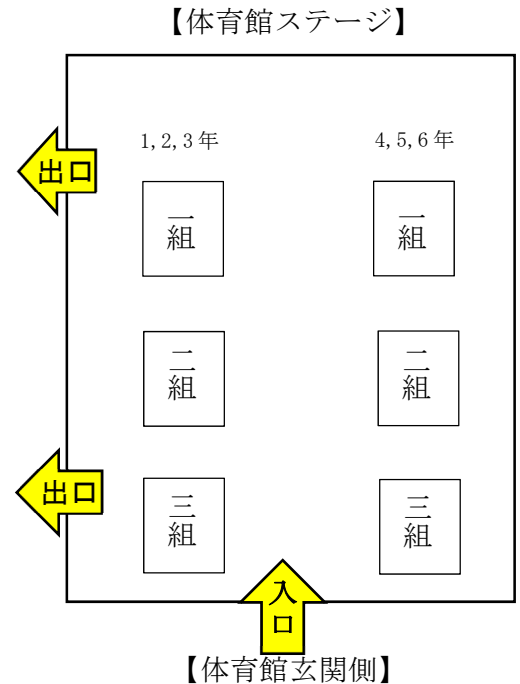 【体育館ステージ】
1,2,3年 4,5,6年
出口
一組 一組
二組 二組
出口
三組 三組
入口
【体育館玄関側】